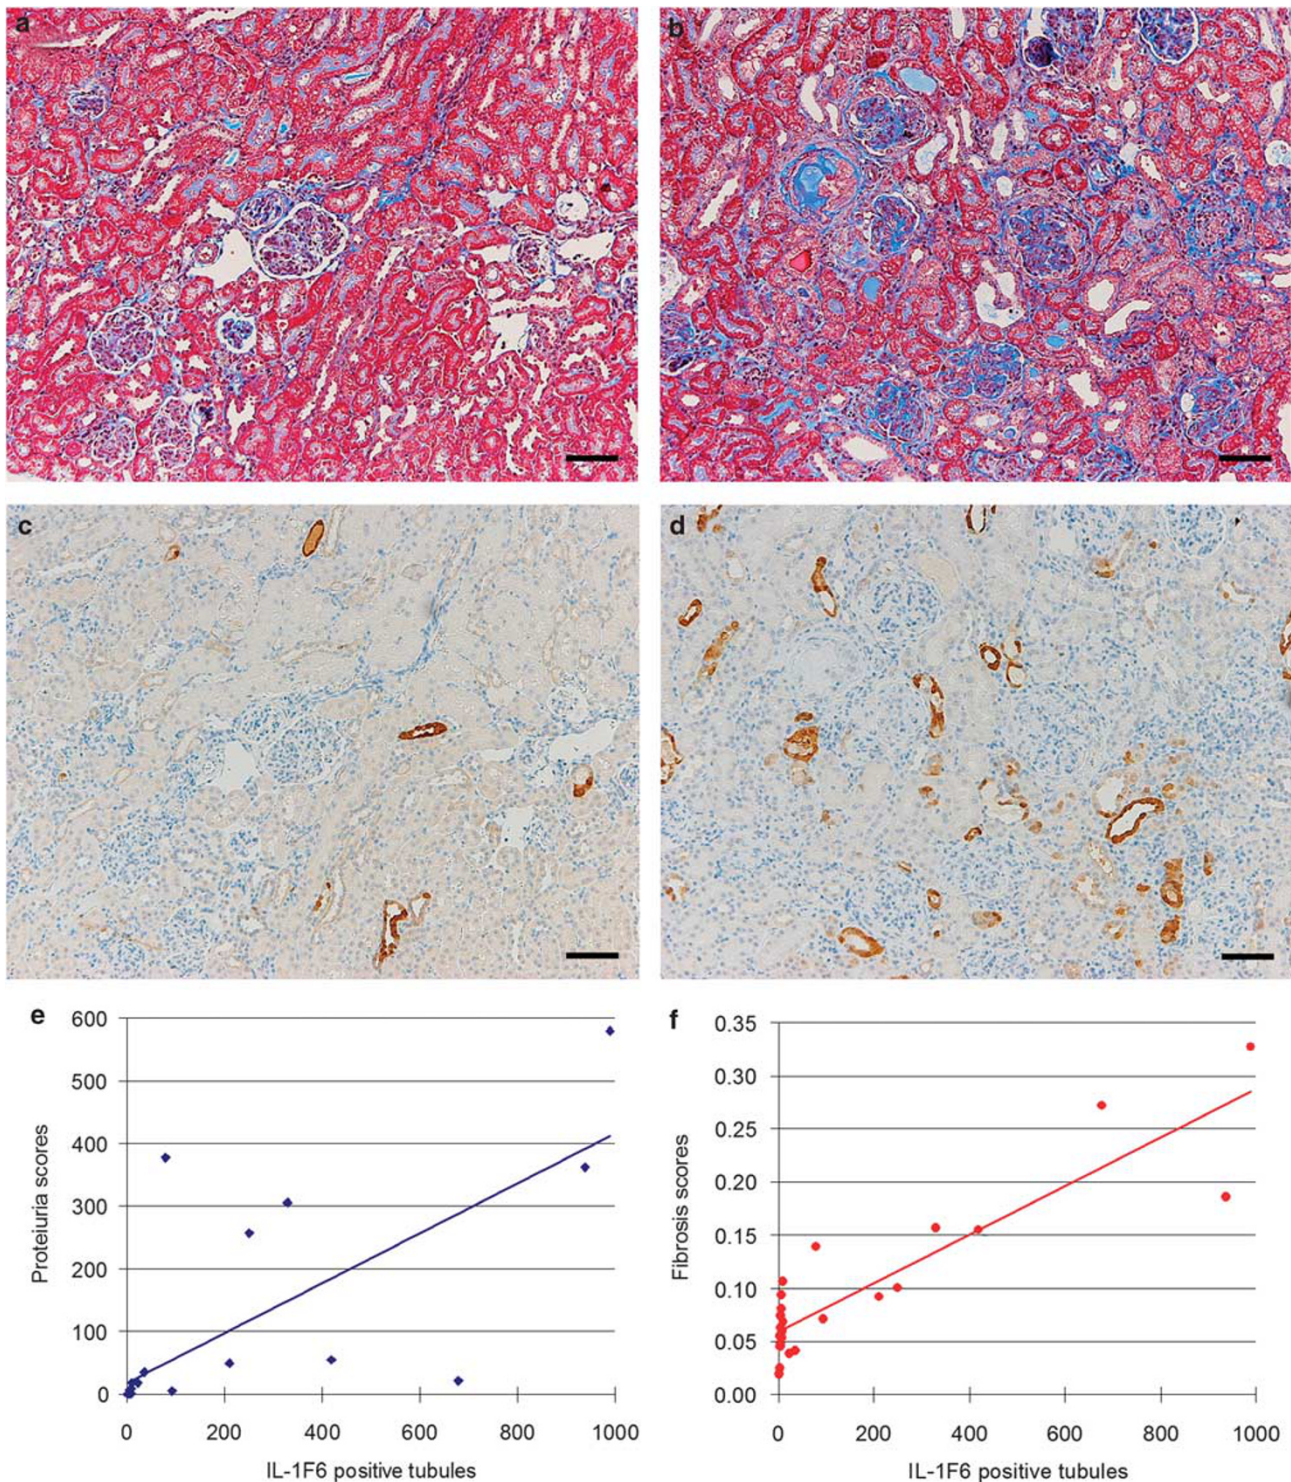 a
b
c
d
e
600
500
400
300
200
100
0
Proteiuria scores
0 200 400 600 800 1000
IL-1F6 positive tubules
f
0.35
0.30
0.25
0.20
0.15
0.10
0.05
0.00
Fibrosis scores
0 200 400 600 800 1000
IL-1F6 positive tubules